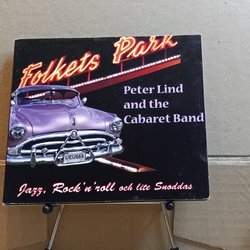 Folkets Park
Peter Lind
and the
Cabaret Band
Jazz, Rock'n'roll och lite Snoddas